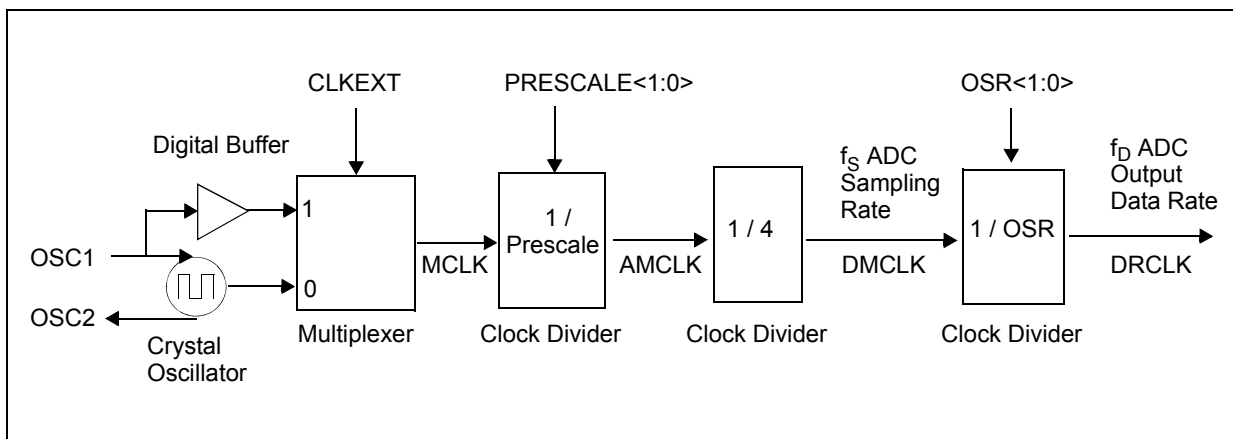 CLKEXT
PRESCALE<1:0>
OSR<1:0>
Digital Buffer
fS ADC
Sampling
Rate
fD ADC
Output
Data Rate
1
0
1 /
Prescale
1 / 4
1 / OSR
OSC1
OSC2
MCLK
AMCLK
DMCLK
DRCLK
Crystal
Oscillator
Multiplexer
Clock Divider
Clock Divider
Clock Divider